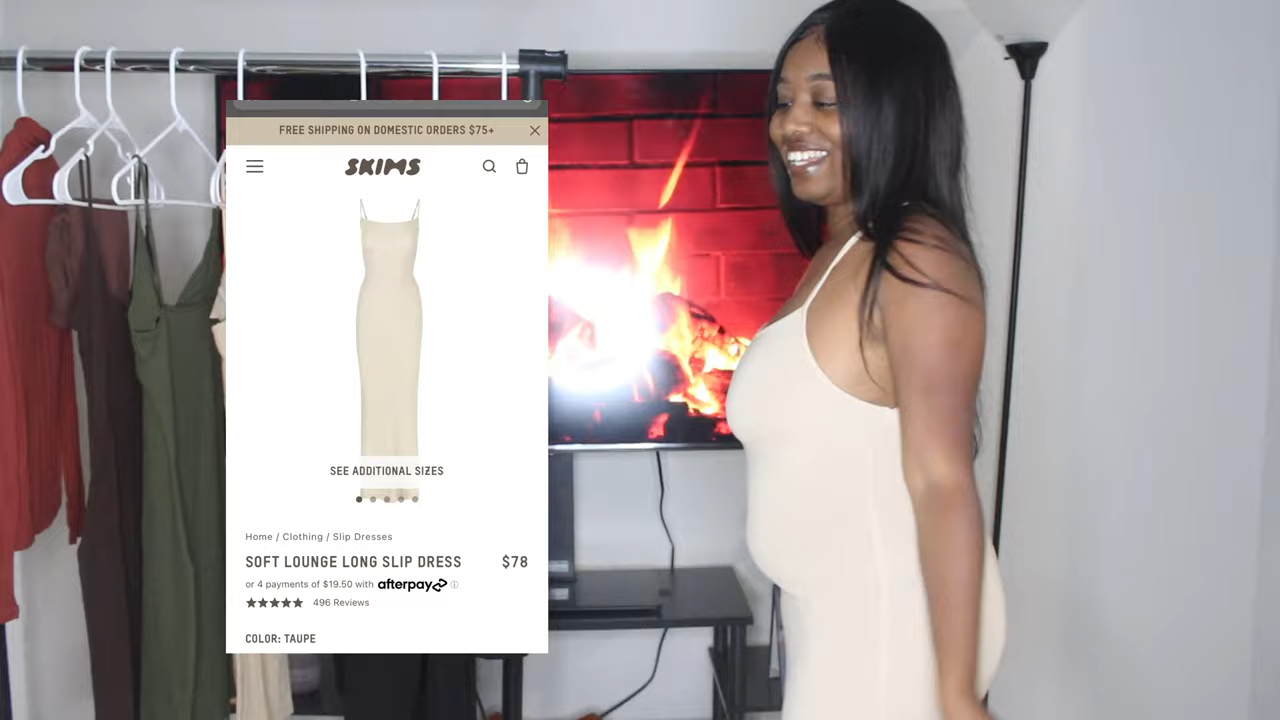 FREE SHIPPING ON DOMESTIC ORDERS $75+
SKIMS
SEE ADDITIONAL SIZES
Home / Clothing / Slip Dresses
SOFT LOUNGE LONG SLIP DRESS $78
or 4 payments of $19.50 with afterpay
496 Reviews
COLOR: TAUPE